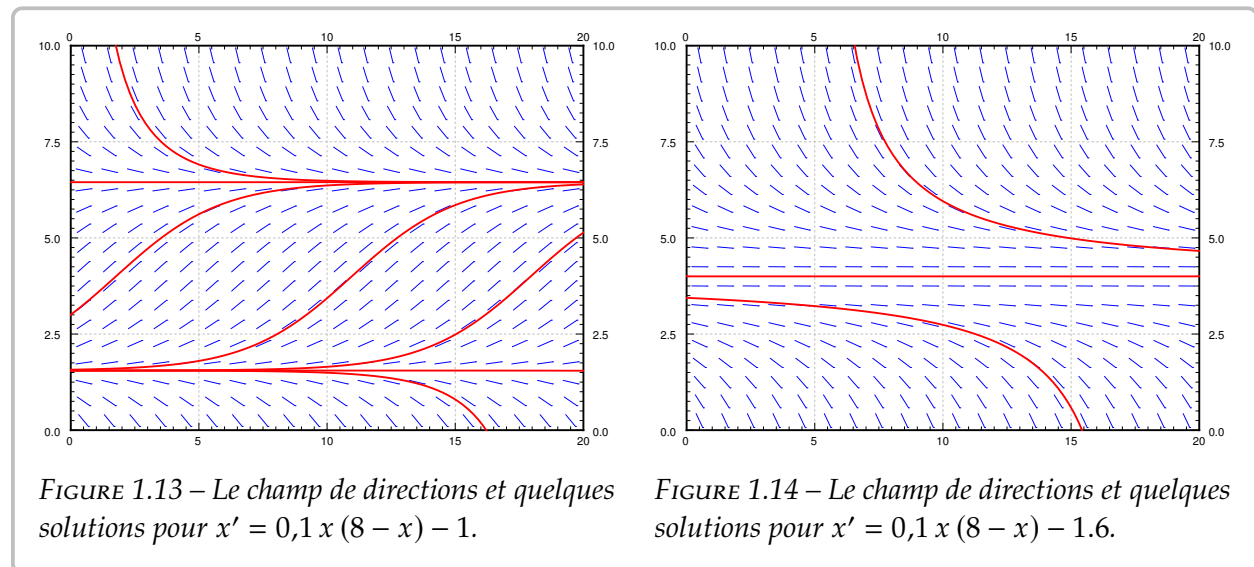 0 5 10 15 20
10.0 10.0
7.5 7.5
5.0 5.0
2.5 2.5
0.0 0.0
0 5 10 15 20
FIGURE 1.13 – Le champ de directions et quelques
solutions pour x′ = 0,1 x (8 − x) − 1.
0 5 10 15 20
10.0 10.0
7.5 7.5
5.0 5.0
2.5 2.5
0.0 0.0
0 5 10 15 20
FIGURE 1.14 – Le champ de directions et quelques
solutions pour x′ = 0,1 x (8 − x) − 1.6.